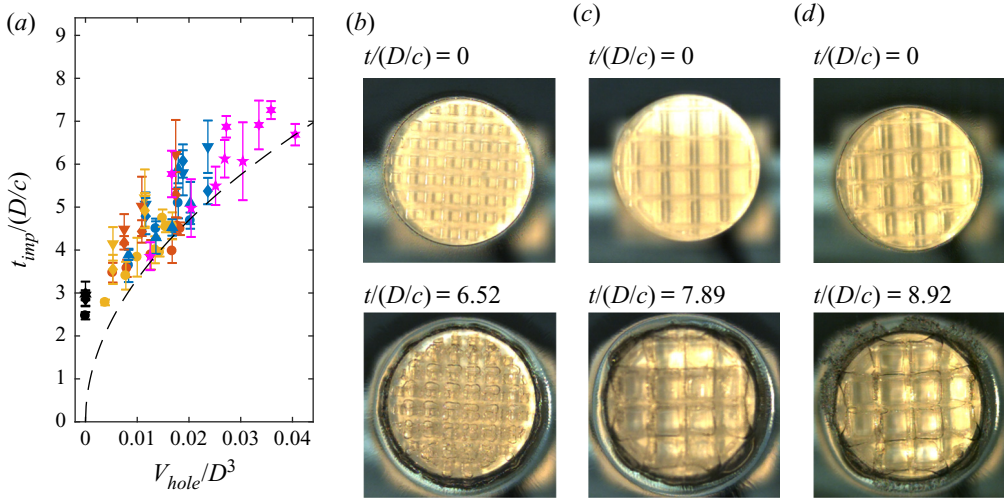 (a)
9
8
7
6
5
4
3
2
1
0
t_imp/(D/c)
0 0.01 0.02 0.03 0.04
V_hole/D³
(b)
t/(D/c) = 0
t/(D/c) = 6.52
(c)
t/(D/c) = 0
t/(D/c) = 7.89
(d)
t/(D/c) = 0
t/(D/c) = 8.92